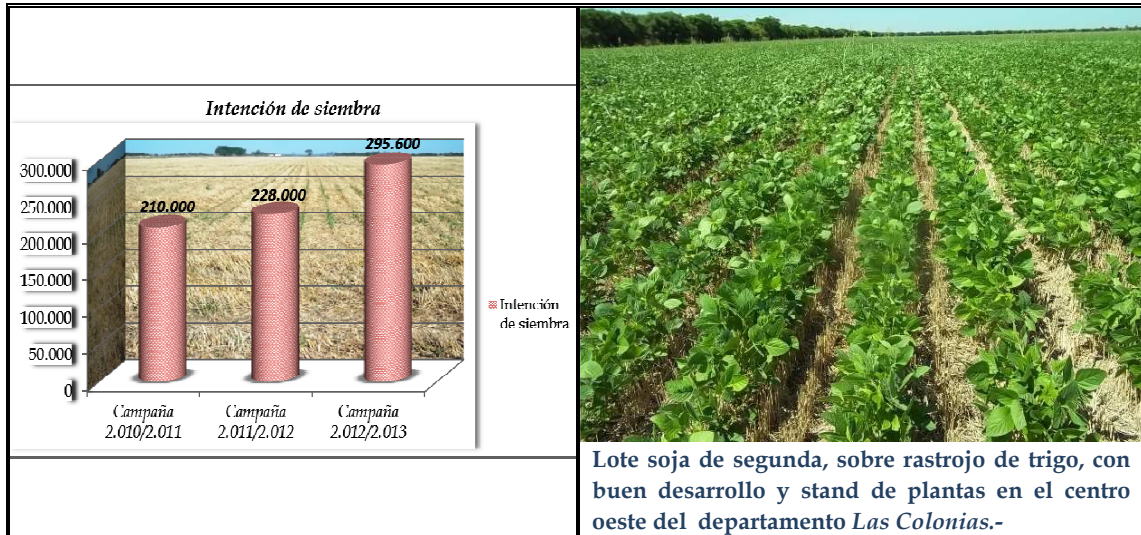 Intención de siembra
300.000
250.000
200.000
150.000
100.000
50.000
0
210.000
228.000
295.600
Campaña
2.010/2.011
Campaña
2.011/2.012
Campaña
2.012/2.013
Intención
de siembra
Lote soja de segunda, sobre rastrojo de trigo, con
buen desarrollo y stand de plantas en el centro
oeste del departamento Las Colonias.-